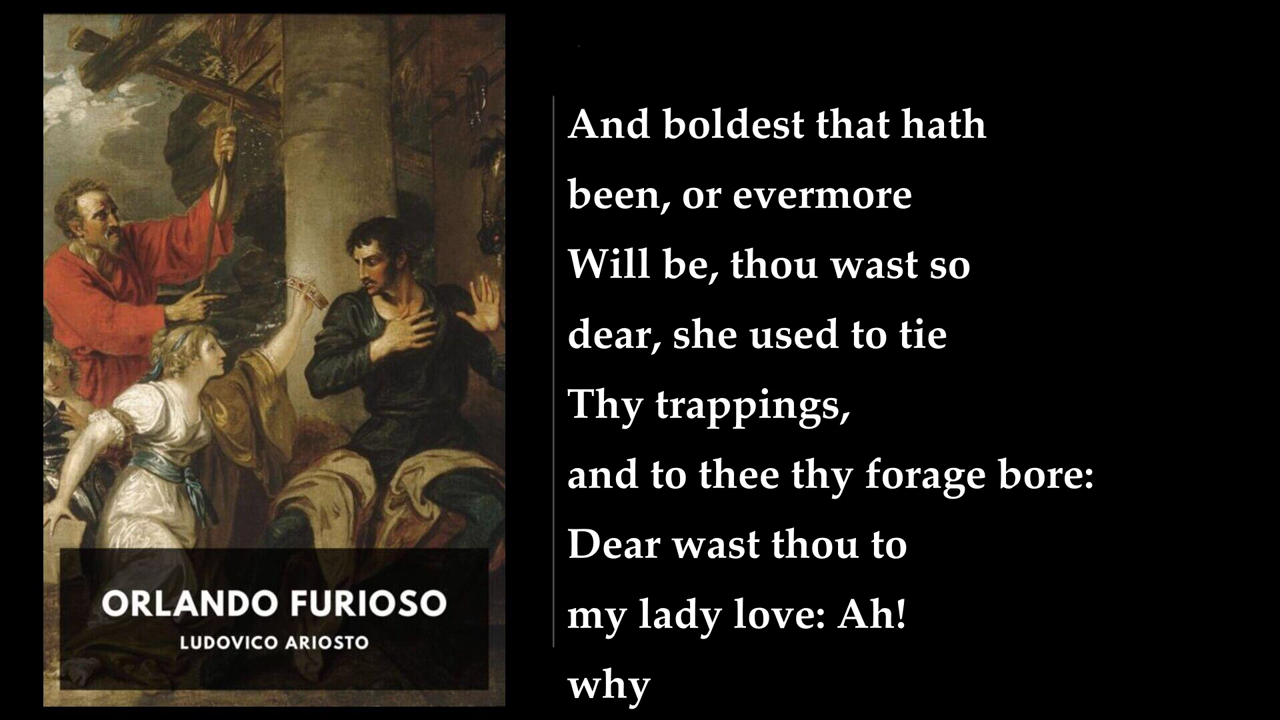 ORLANDO FURIOSO
LUDOVICO ARIOSTO
And boldest that hath
been, or evermore
Will be, thou wast so
dear, she used to tie
Thy trappings,
and to thee thy forage bore:
Dear wast thou to
my lady love: Ah!
why